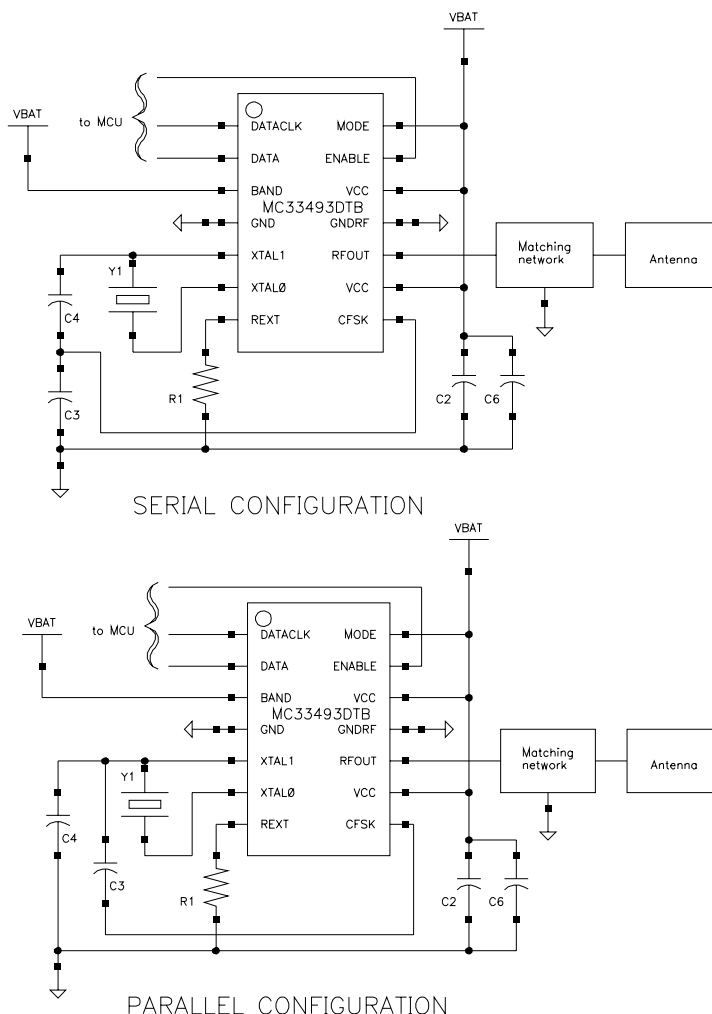 VBAT
VBAT
to MCU
DATACLK MODE
DATA ENABLE
BAND VCC
MC33493DTB
GND GNDRF
XTAL1 RFOUT
XTALØ VCC
REXT CFSK
Y1
C4
C3
R1
C2 C6
Matching
network
Antenna
SERIAL CONFIGURATION
VBAT
VBAT
to MCU
DATACLK MODE
DATA ENABLE
BAND VCC
MC33493DTB
GND GNDRF
XTAL1 RFOUT
XTALØ VCC
REXT CFSK
Y1
C4
C3
R1
C2 C6
Matching
network
Antenna
PARALLEL CONFIGURATION